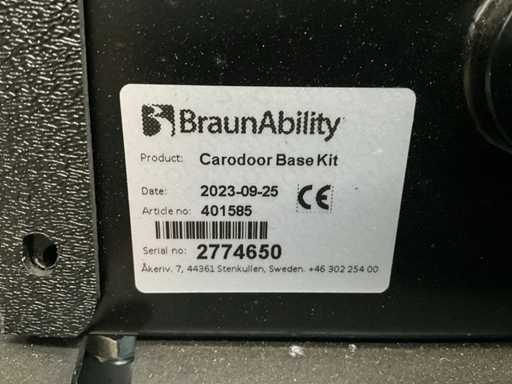 BraunAbility
Product: Carodoor Base Kit
Date: 2023-09-25 CE
Article no: 401585
Serial no: 2774650
Åkeriv. 7, 44361 Stenkullen, Sweden. +46 302 254 00